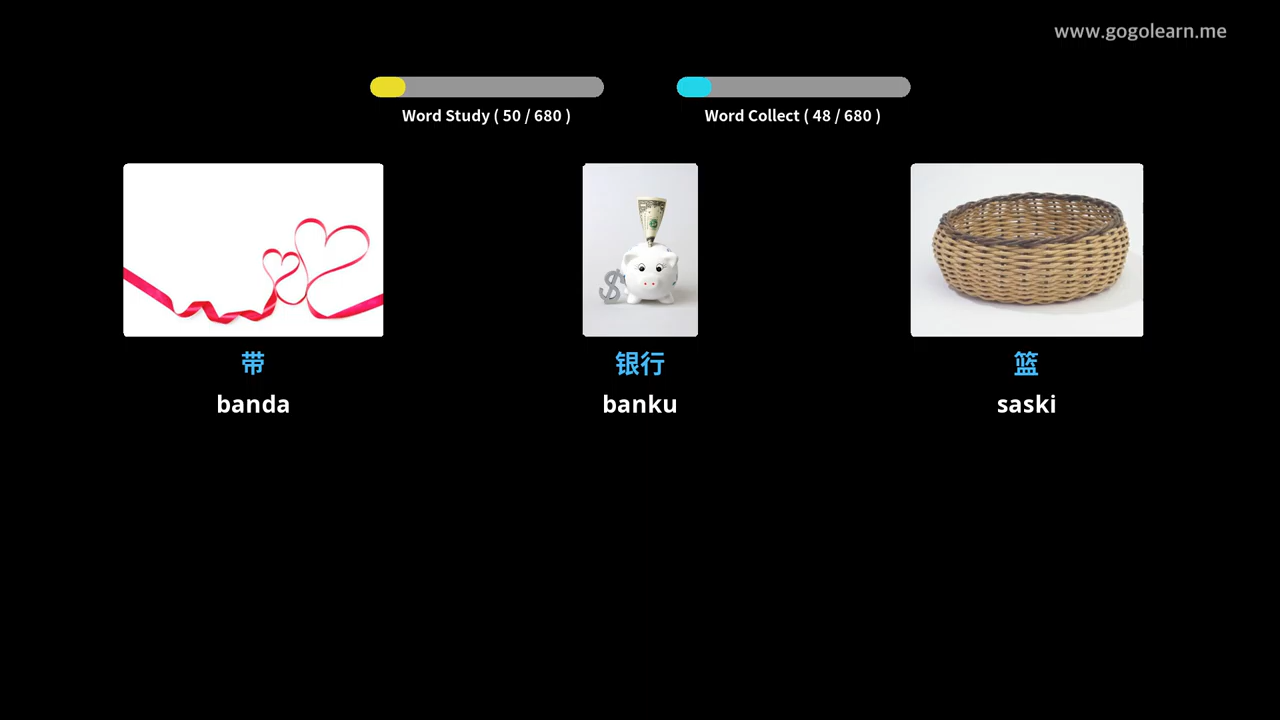 www.gogolearn.me
Word Study ( 50 / 680 )
Word Collect ( 48 / 680 )
带
银行
篮
banda
banku
saski